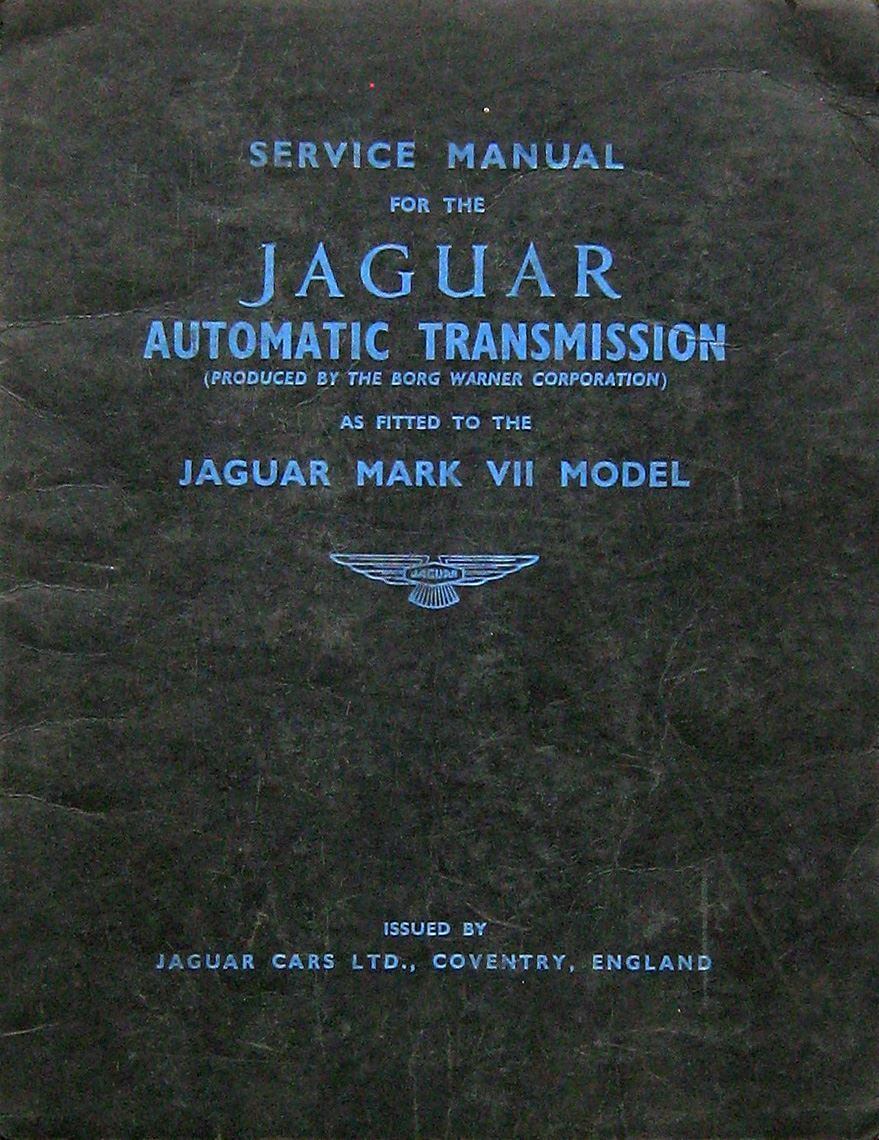 SERVICE MANUAL
FOR THE
JAGUAR
AUTOMATIC TRANSMISSION
(PRODUCED BY THE BORG WARNER CORPORATION)
AS FITTED TO THE
JAGUAR MARK VII MODEL
JAGUAR
ISSUED BY
JAGUAR CARS LTD., COVENTRY, ENGLAND